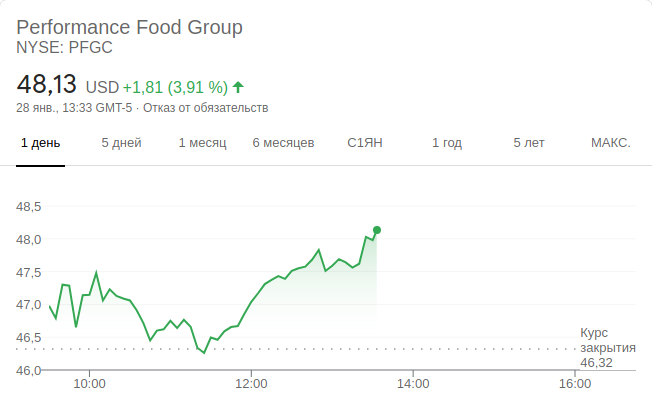 Performance Food Group
NYSE: PFGC
48,13 USD +1,81 (3,91 %)
28 янв., 13:33 GMT-5 · Отказ от обязательств
1 день 5 дней 1 месяц 6 месяцев С1ЯН 1 год 5 лет МАКС.
48,5
48,0
47,5
47,0
46,5
46,0
Курс
закрытия
46,32
10:00 12:00 14:00 16:00